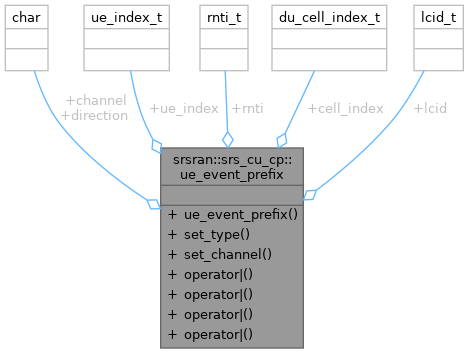 char
ue_index_t
rnti_t
du_cell_index_t
lcid_t
+channel
+direction
+ue_index
+rnti
+cell_index
+lcid
srsran::srs_cu_cp::
ue_event_prefix
+ ue_event_prefix()
+ set_type()
+ set_channel()
+ operator|()
+ operator|()
+ operator|()
+ operator|()